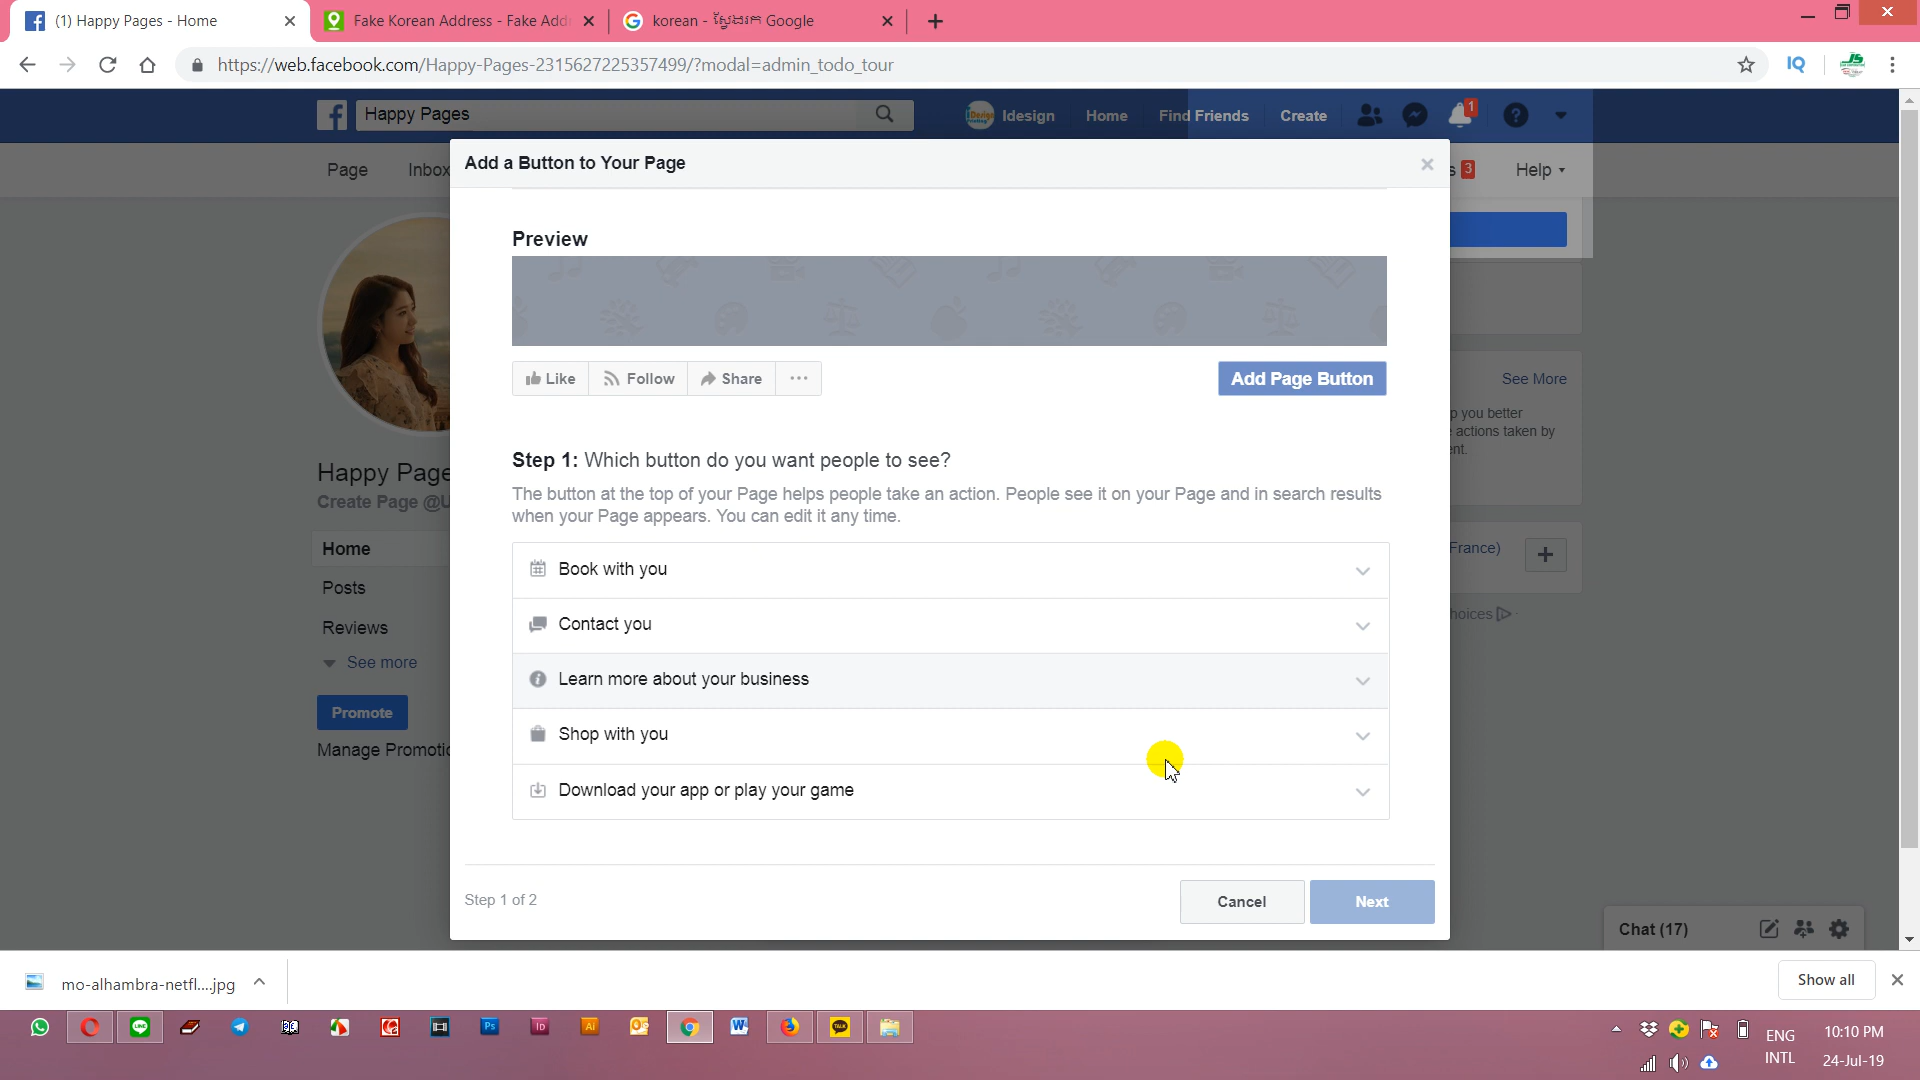 (1) Happy Pages - Home
Fake Korean Address - Fake Add
korean - ស្វែងរក Google
https://web.facebook.com/Happy-Pages-2315627225357499/?modal=admin_todo_tour
IQ
Happy Pages
Idesign
Home
Find Friends
Create
1
Page
Inbox
s 3
Help
Add a Button to Your Page
Preview
Like
Follow
Share
Add Page Button
See More
p you better
actions taken by
ent.
Happy Page
Create Page @U
Step 1: Which button do you want people to see?
The button at the top of your Page helps people take an action. People see it on your Page and in search results
when your Page appears. You can edit it any time.
Home
Posts
Reviews
See more
Promote
Manage Promotio
Book with you
Contact you
Learn more about your business
Shop with you
Download your app or play your game
France)
hoices
Step 1 of 2
Cancel
Next
Chat (17)
mo-alhambra-netfl....jpg
Show all
LINE
Ps
Id
Ai
W
TALK
ENG
INTL
10:10 PM
24-Jul-19